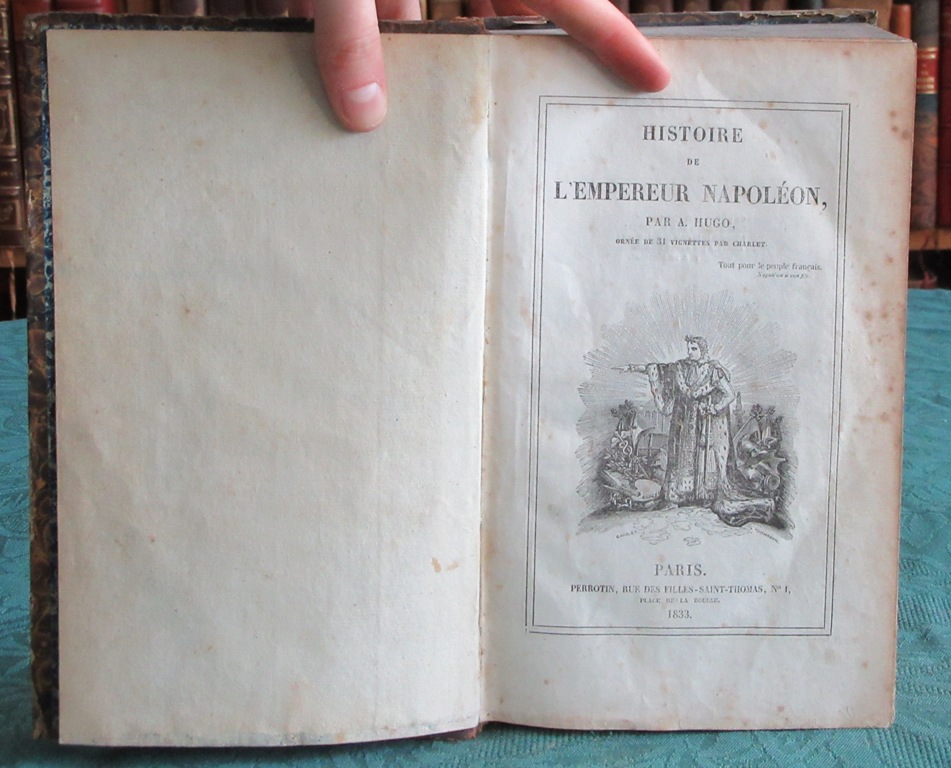 HISTOIRE
DE
L'EMPEREUR NAPOLÉON,
PAR A. HUGO,
ORNÉE DE 31 VIGNETTES PAR CHARLET.
Tout pour le peuple français.
PARIS.
PERROTIN, RUE DES FILLES-SAINT-THOMAS, N° 1,
PLACE DE LA BOURSE.
1833.